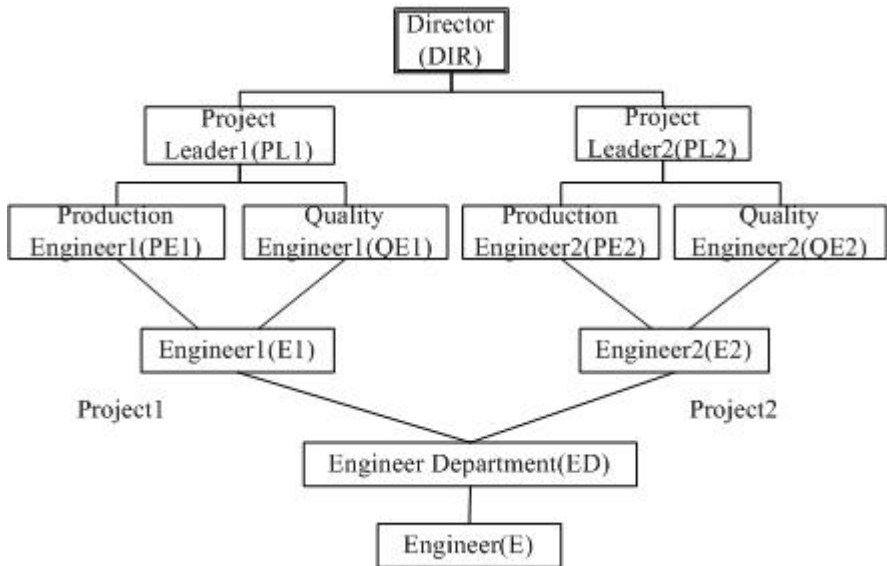 Director
(DIR)
Project
Leader1(PL1)
Project
Leader2(PL2)
Production
Engineer1(PE1)
Quality
Engineer1(QE1)
Production
Engineer2(PE2)
Quality
Engineer2(QE2)
Engineer1(E1)
Engineer2(E2)
Project1
Project2
Engineer Department(ED)
Engineer(E)